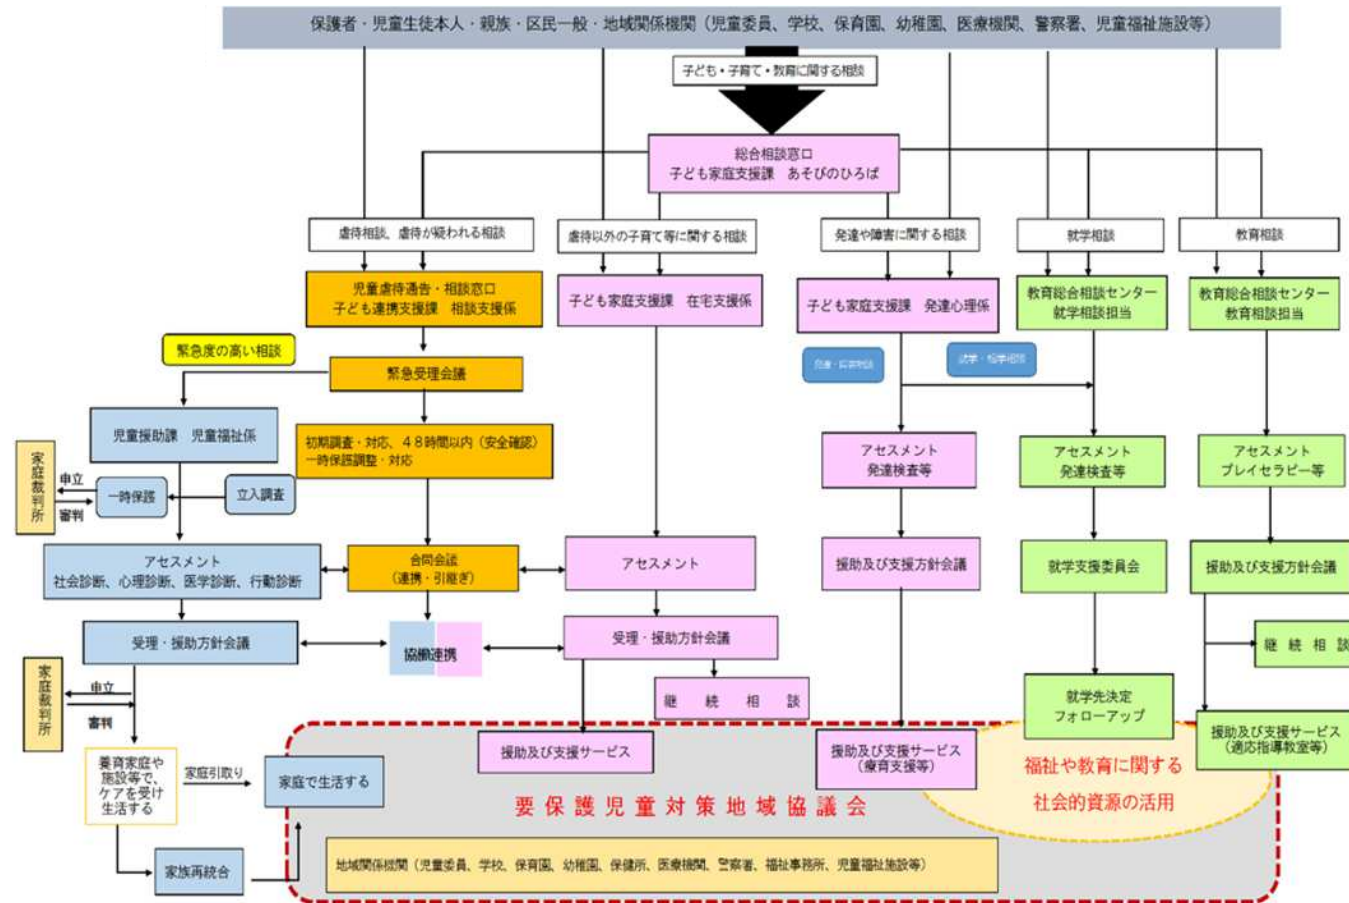 保護者・児童生徒本人・親族・区民一般・地域関係機関（児童委員、学校、保育園、幼稚園、医療機関、警察署、児童福祉施設等）
子ども・子育て・教育に関する相談
総合相談窓口
子ども家庭支援課　あそびのひろば
虐待相談、虐待が疑われる相談
虐待以外の子育て等に関する相談
発達や障害に関する相談
就学相談
教育相談
児童虐待通告・相談窓口
子ども連携支援課　相談支援係
子ども家庭支援課　在宅支援係
子ども家庭支援課　発達心理係
教育総合相談センター
就学相談担当
教育総合相談センター
教育相談担当
緊急度の高い相談
緊急受理会議
児童援助課　児童福祉係
初期調査・対応、４８時間以内（安全確認）
一時保護調整・対応
アセスメント
発達検査等
アセスメント
発達検査等
アセスメント
プレイセラピー等
家庭裁判所
申立
審判
一時保護
立入調査
アセスメント
社会診断、心理診断、医学診断、行動診断
合同会議
（連携・引継ぎ）
アセスメント
援助及び支援方針会議
就学支援委員会
援助及び支援方針会議
受理・援助方針会議
協働連携
受理・援助方針会議
継続相談
継続相談
家庭裁判所
申立
審判
就学先決定
フォローアップ
援助及び支援サービス
援助及び支援サービス
（療育支援等）
援助及び支援サービス
（適応指導教室等）
養育家庭や
施設等で、
ケアを受け
生活する
家庭引取り
家庭で生活する
福祉や教育に関する
社会的資源の活用
要保護児童対策地域協議会
家族再統合
地域関係機関（児童委員、学校、保育園、幼稚園、保健所、医療機関、警察署、福祉事務所、児童福祉施設等）